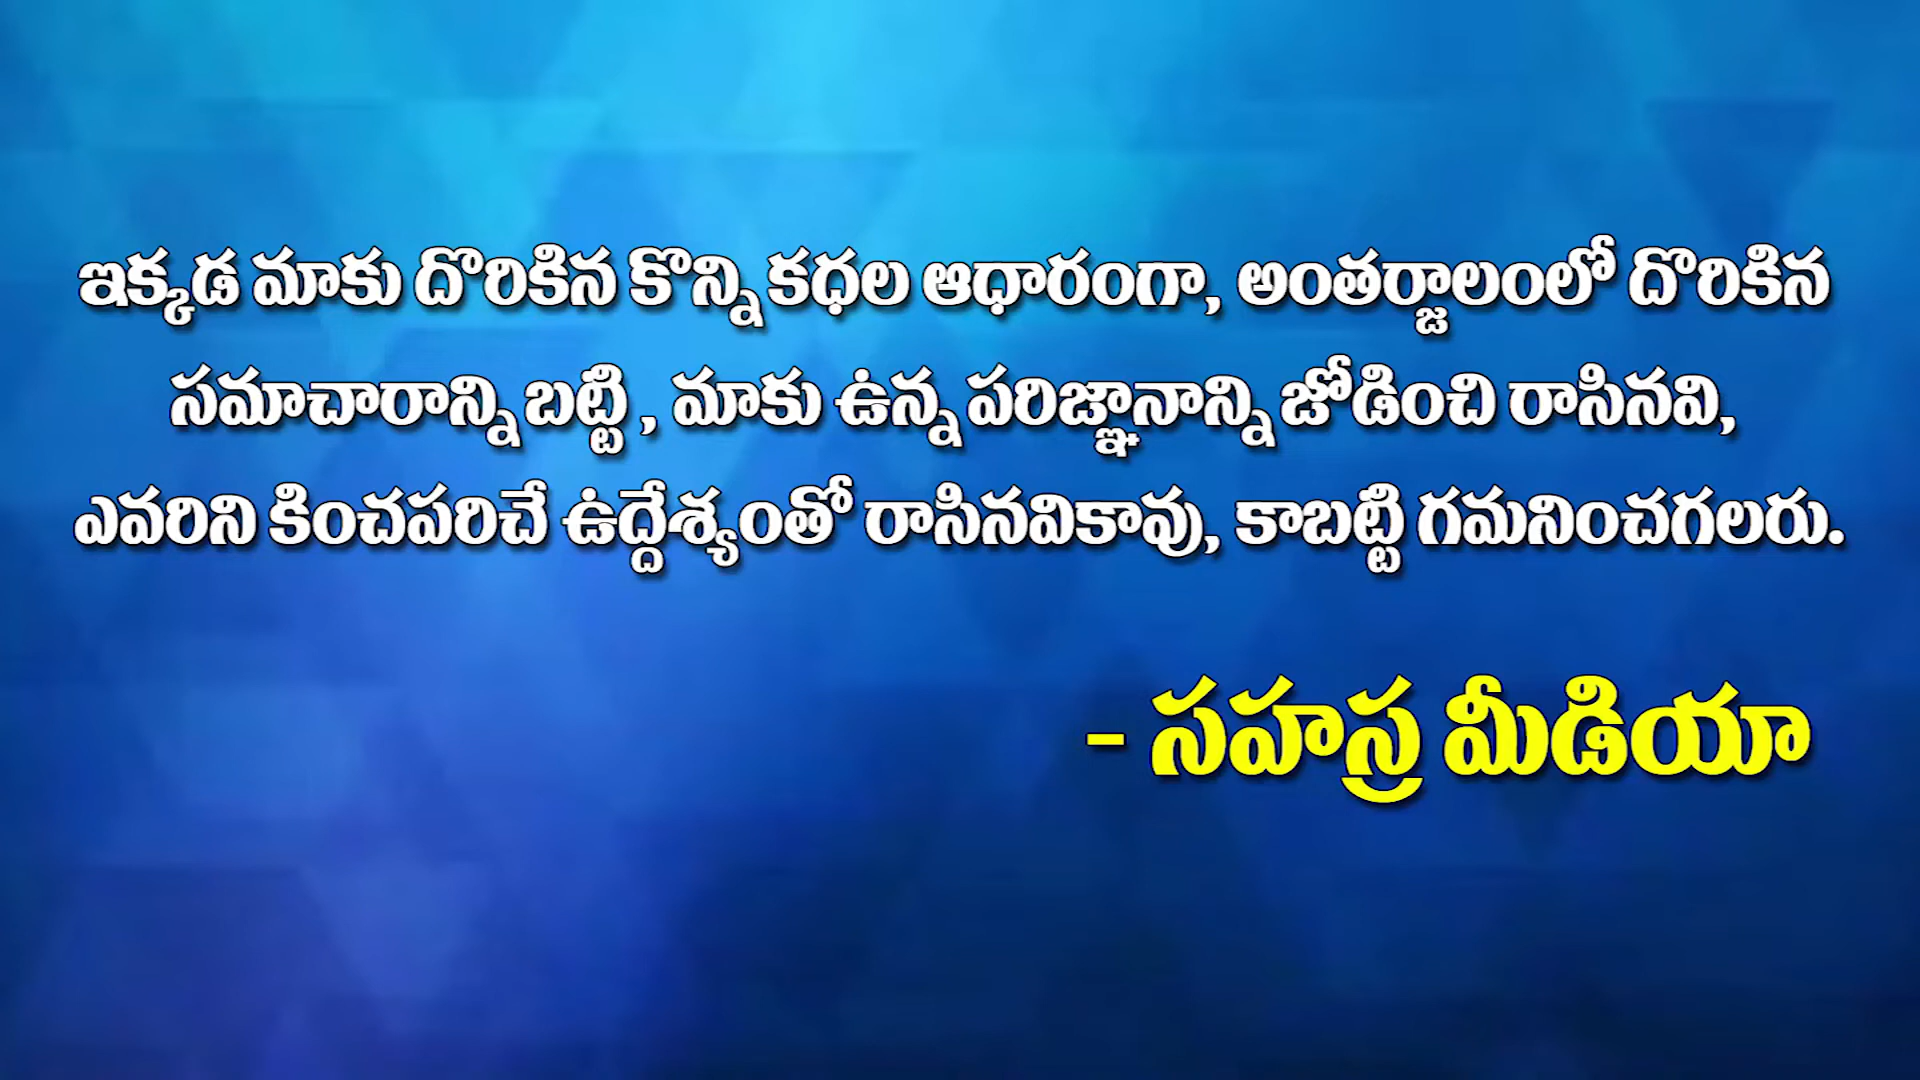 ఇక్కడ మాకు దొరికిన కొన్ని కధల ఆధారంగా, అంతర్జాలంలో దొరికిన
సమాచారాన్ని బట్టి , మాకు ఉన్న పరిజ్ఞానాన్ని జోడించి రాసినవి,
ఎవరిని కించపరిచే ఉద్దేశ్యంతో రాసినవికావు, కాబట్టి గమనించగలరు.
- సహస్ర మీడియా